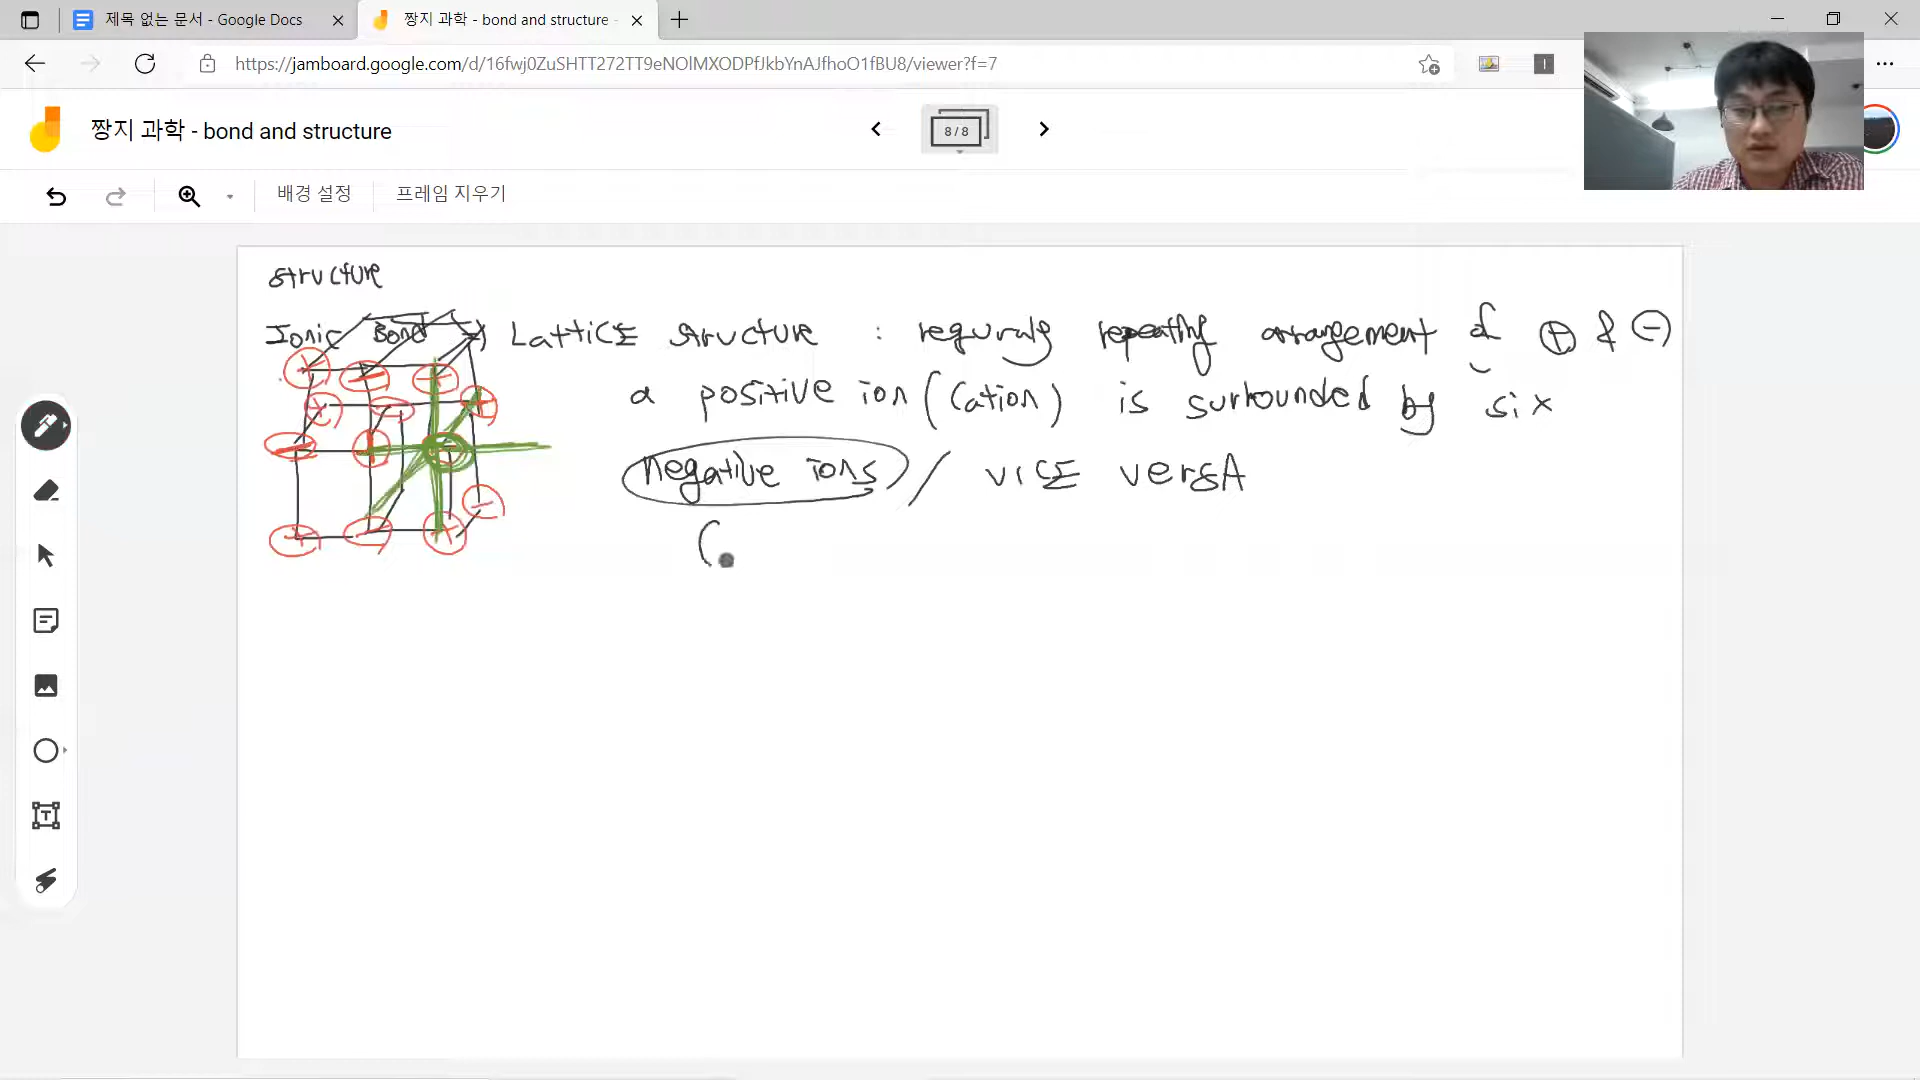 제목 없는 문서 - Google Docs
짱지 과학 - bond and structure -
https://jamboard.google.com/d/16fwj0ZuSHTT272TT9eNOlMXODPfJkbYnAJfhoO1fBU8/viewer?f=7
짱지 과학 - bond and structure
8 / 8
배경 설정
프레임 지우기
structure
Ionic Bond Lattice structure : regurarly repeating arrangement of ⊕ & ⊖
a positive ion (Cation) is surrounded by six
negative ions / vice versA
(